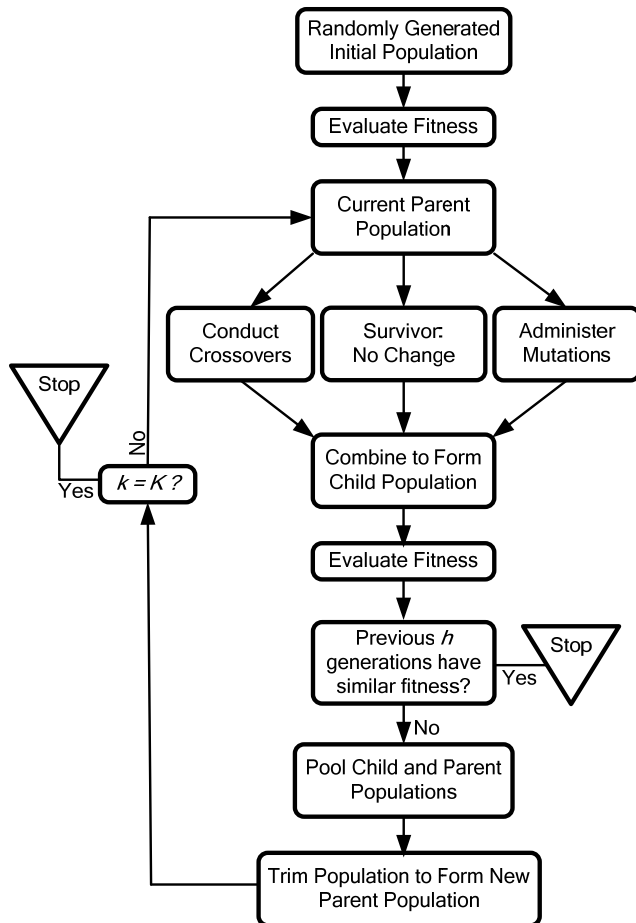 Randomly Generated
Initial Population
Evaluate Fitness
Current Parent
Population
Conduct
Crossovers
Survivor:
No Change
Administer
Mutations
Stop
No
Yes
k = K ?
Combine to Form
Child Population
Evaluate Fitness
Previous h
generations have
similar fitness?
Yes
Stop
No
Pool Child and Parent
Populations
Trim Population to Form New
Parent Population